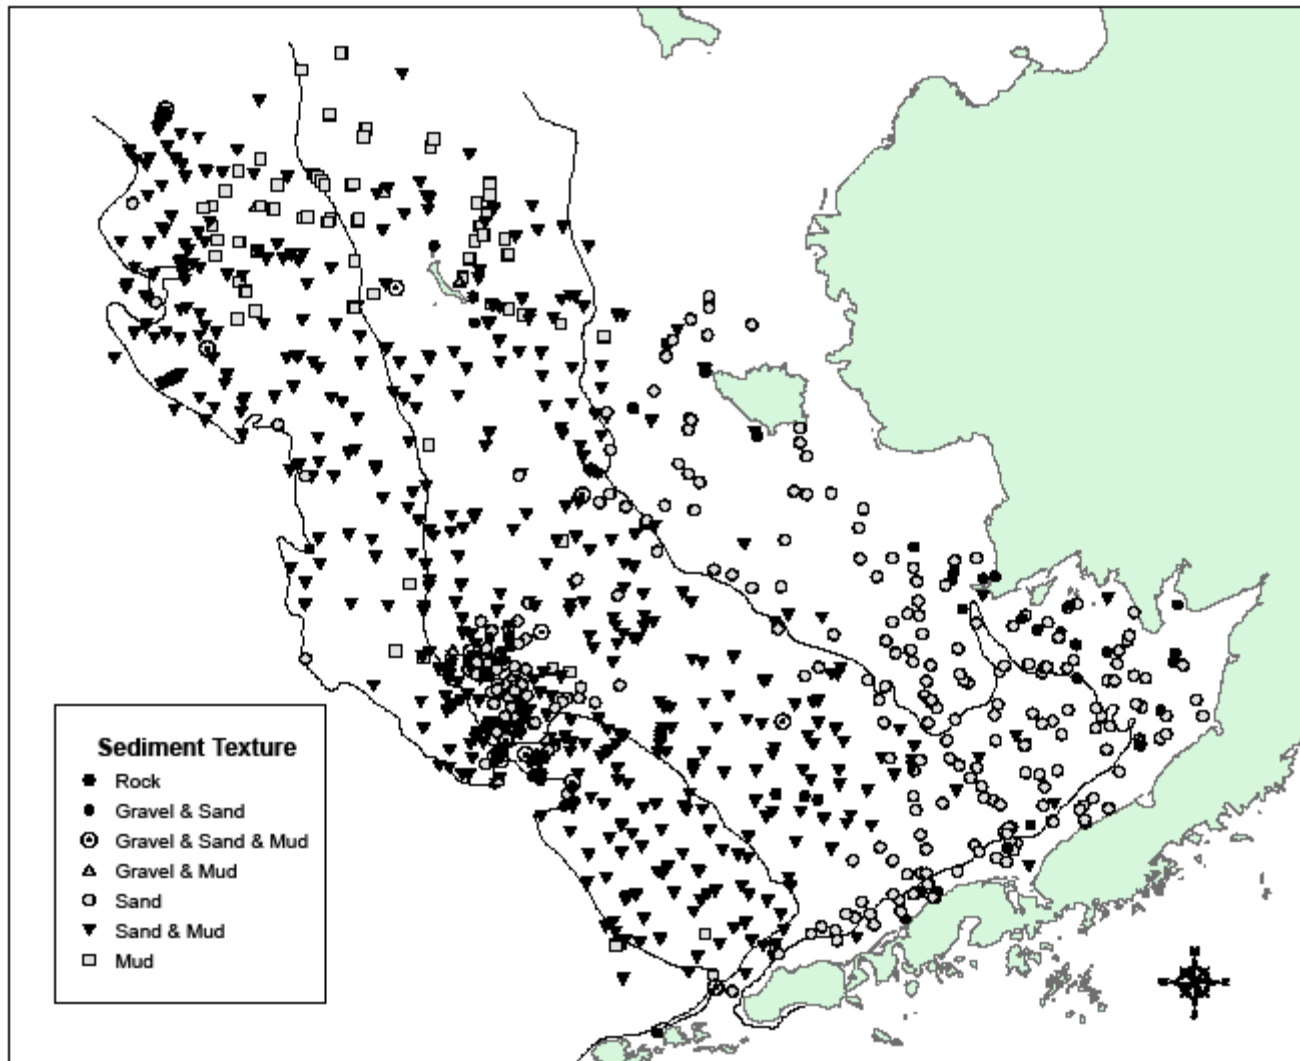 Sediment Texture
Rock
Gravel & Sand
Gravel & Sand & Mud
Gravel & Mud
Sand
Sand & Mud
Mud